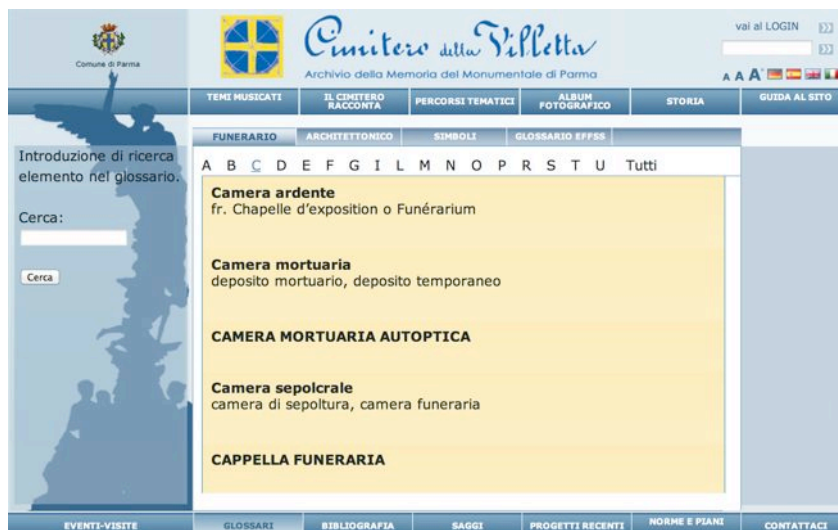 Comune di Parma
Cimitero della Villetta
Archivio della Memoria del Monumentale di Parma
vai al LOGIN
A A A+
TEMI MUSICATI
IL CIMITERO RACCONTA
PERCORSI TEMATICI
ALBUM FOTOGRAFICO
STORIA
GUIDA AL SITO
FUNERARIO ARCHITETTONICO SIMBOLI GLOSSARIO EFFSS
Introduzione di ricerca
elemento nel glossario.
Cerca:
Cerca
A B C D E F G I L M N O P R S T U Tutti
Camera ardente
fr. Chapelle d'exposition o Funérarium
Camera mortuaria
deposito mortuario, deposito temporaneo
CAMERA MORTUARIA AUTOPTICA
Camera sepolcrale
camera di sepoltura, camera funeraria
CAPPELLA FUNERARIA
EVENTI-VISITE GLOSSARI BIBLIOGRAFIA SAGGI PROGETTI RECENTI NORME E PIANI CONTATTACI